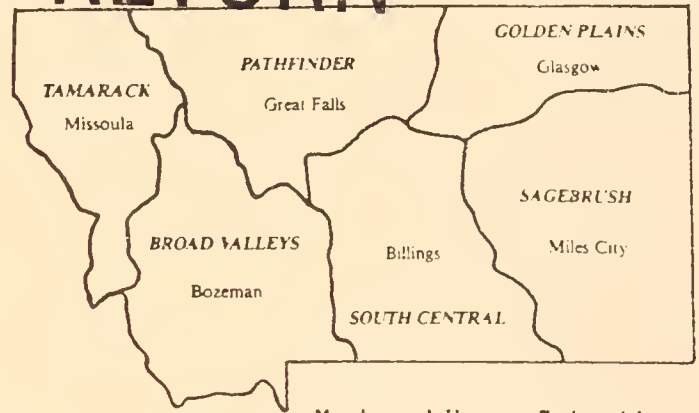 GOLDEN PLAINS
Glasgow
PATHFINDER
Great Falls
TAMARACK
Missoula
SAGEBRUSH
Miles City
BROAD VALLEYS
Bozeman
Billings
SOUTH CENTRAL